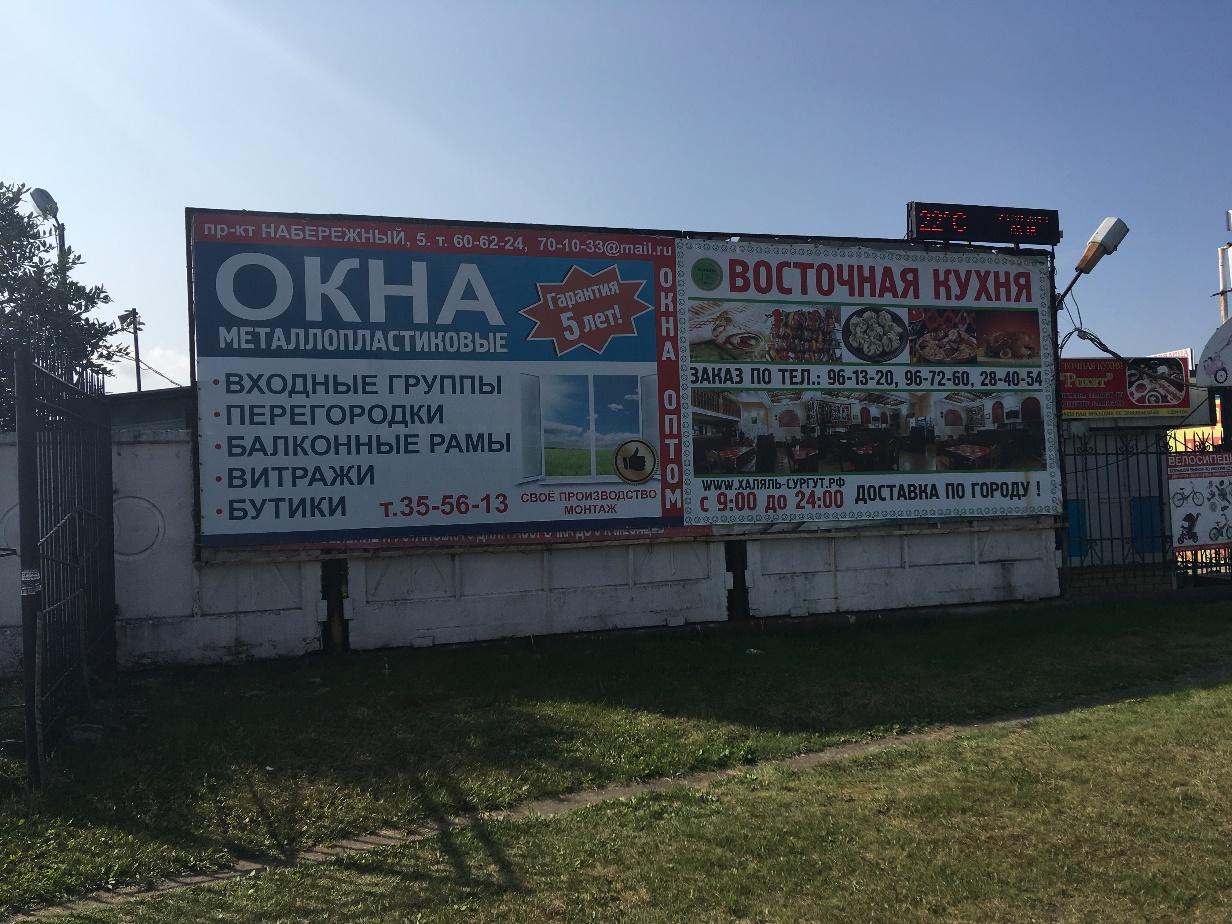 пр-кт НАБЕРЕЖНЫЙ, 5. т. 60-62-24, 70-10-33@mail.ru
ОКНА
МЕТАЛЛОПЛАСТИКОВЫЕ
Гарантия
5 лет!
• ВХОДНЫЕ ГРУППЫ
• ПЕРЕГОРОДКИ
• БАЛКОННЫЕ РАМЫ
• ВИТРАЖИ
• БУТИКИ
т.35-56-13
СВОЁ ПРОИЗВОДСТВО
МОНТАЖ
ОКНА ОПТОМ
22°C
ВОСТОЧНАЯ КУХНЯ
ЗАКАЗ ПО ТЕЛ.: 96-13-20, 96-72-60, 28-40-54
WWW.ХАЛЯЛЬ-СУРГУТ.РФ
с 9:00 до 24:00 ДОСТАВКА ПО ГОРОДУ !
КУХНЯ
ВЕЛОСИПЕД